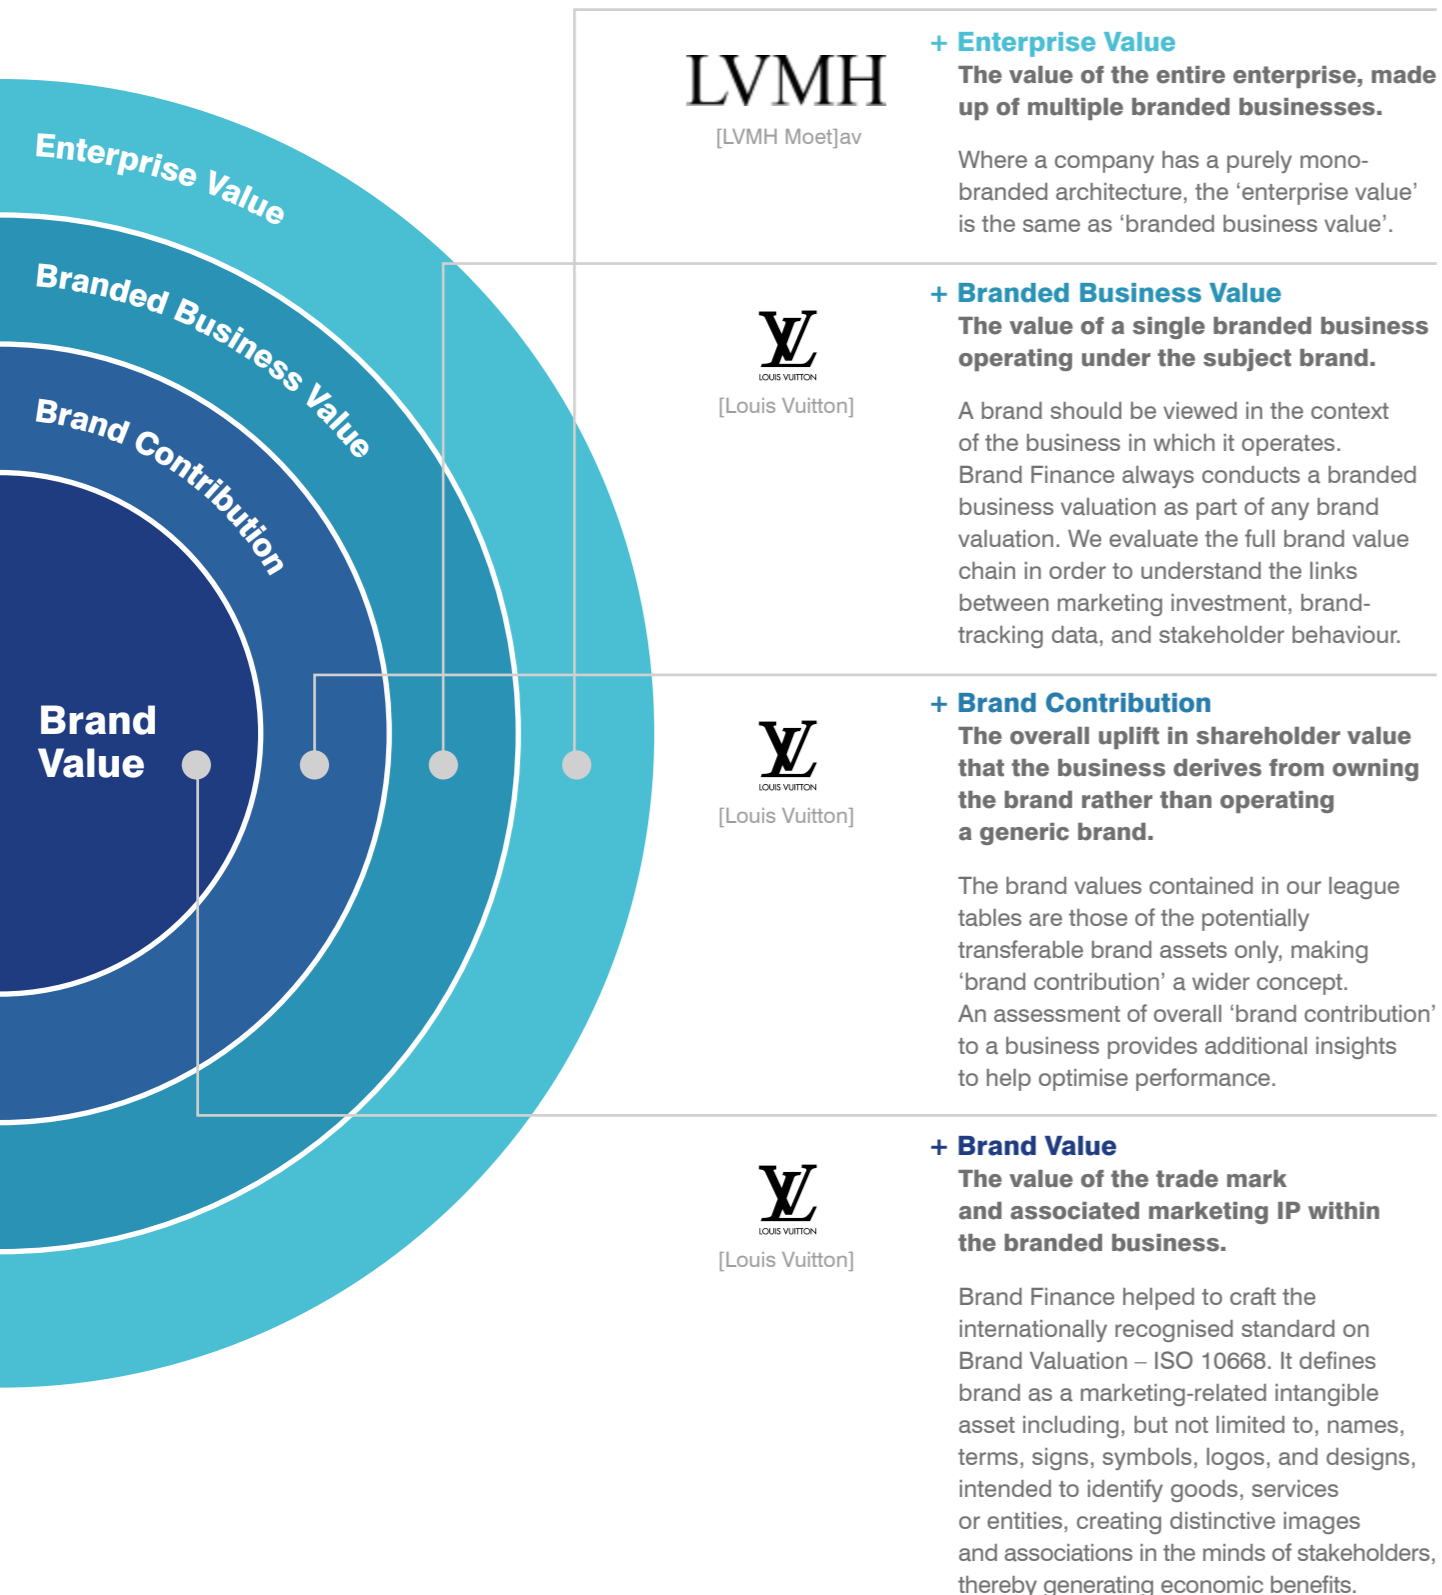 Enterprise Value
Branded Business Value
Brand Contribution
Brand
Value
LVMH
[LVMH Moet]av
+ Enterprise Value
The value of the entire enterprise, made
up of multiple branded businesses.
Where a company has a purely mono-
branded architecture, the ‘enterprise value’
is the same as ‘branded business value’.
LV
LOUIS VUITTON
[Louis Vuitton]
+ Branded Business Value
The value of a single branded business
operating under the subject brand.
A brand should be viewed in the context
of the business in which it operates.
Brand Finance always conducts a branded
business valuation as part of any brand
valuation. We evaluate the full brand value
chain in order to understand the links
between marketing investment, brand-
tracking data, and stakeholder behaviour.
LV
LOUIS VUITTON
[Louis Vuitton]
+ Brand Contribution
The overall uplift in shareholder value
that the business derives from owning
the brand rather than operating
a generic brand.
The brand values contained in our league
tables are those of the potentially
transferable brand assets only, making
‘brand contribution’ a wider concept.
An assessment of overall ‘brand contribution’
to a business provides additional insights
to help optimise performance.
LV
LOUIS VUITTON
[Louis Vuitton]
+ Brand Value
The value of the trade mark
and associated marketing IP within
the branded business.
Brand Finance helped to craft the
internationally recognised standard on
Brand Valuation – ISO 10668. It defines
brand as a marketing-related intangible
asset including, but not limited to, names,
terms, signs, symbols, logos, and designs,
intended to identify goods, services
or entities, creating distinctive images
and associations in the minds of stakeholders,
thereby generating economic benefits.